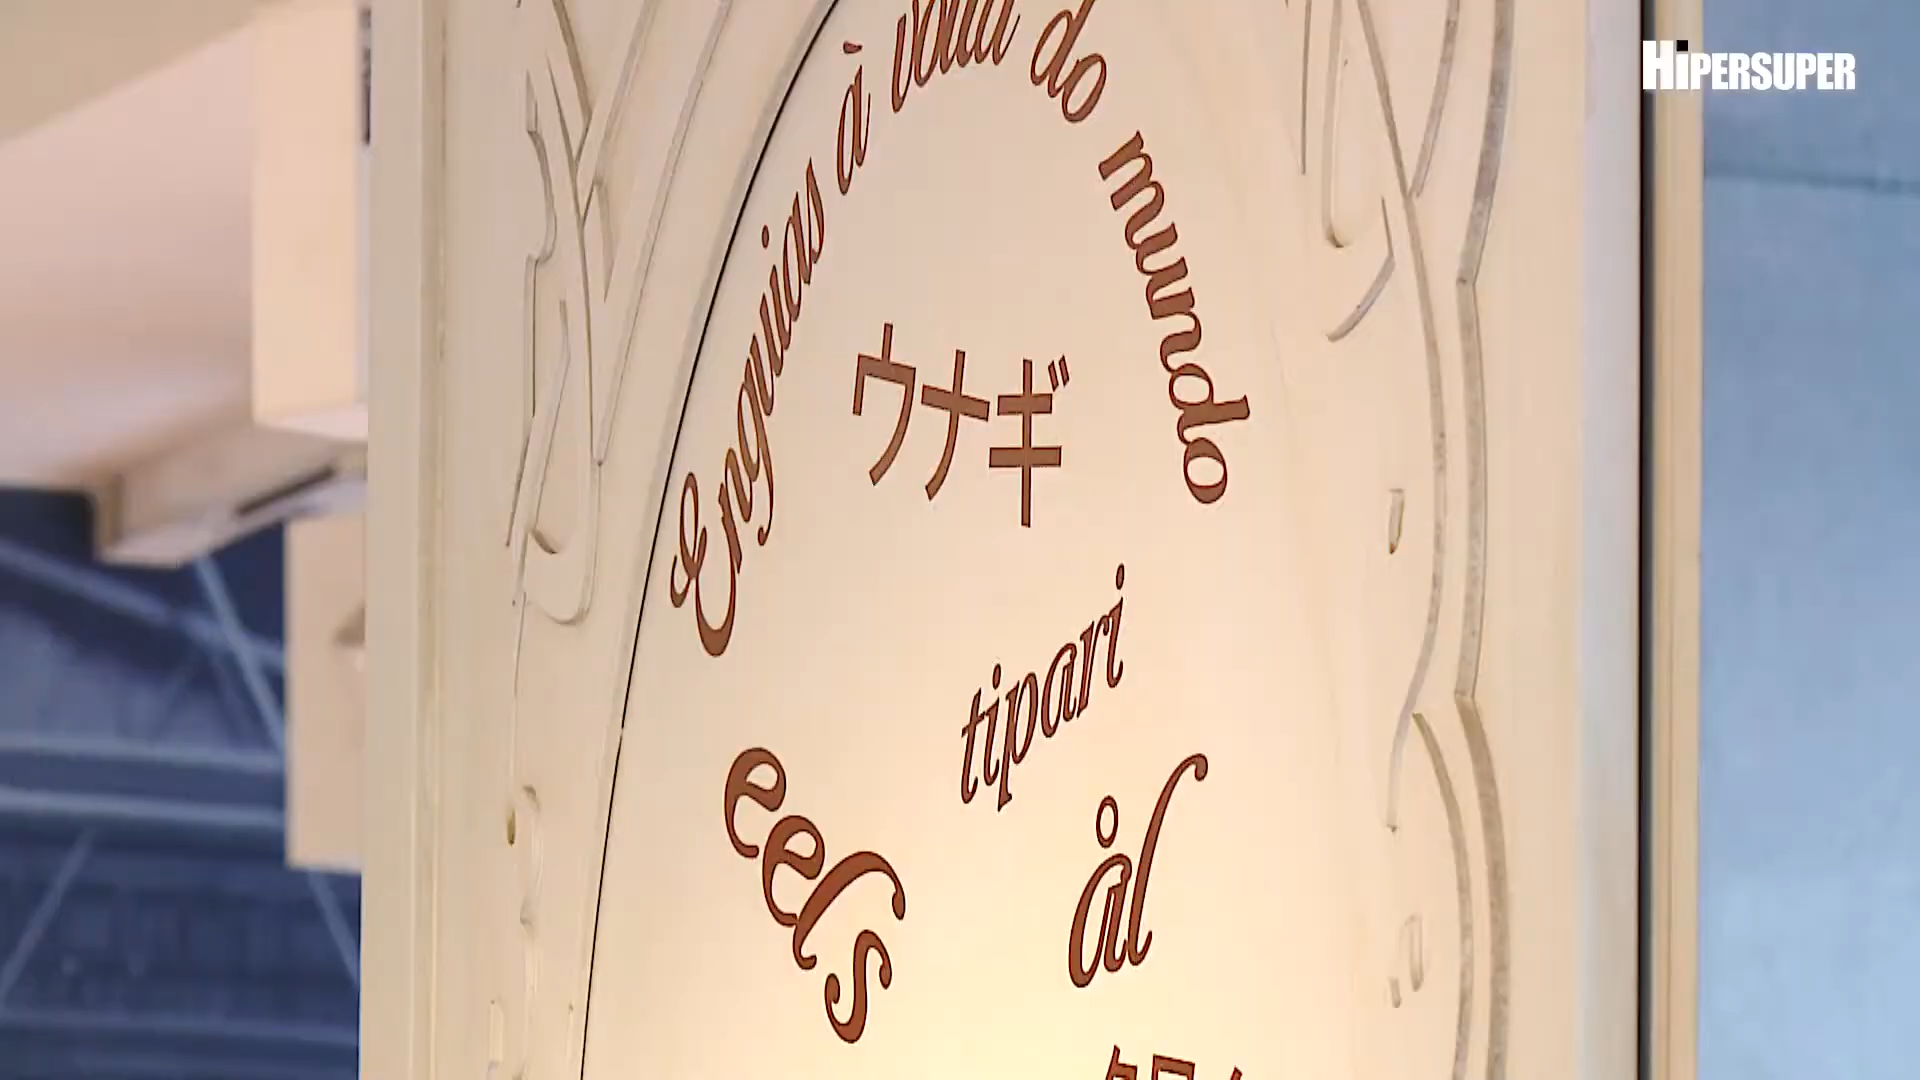 HIPERSUPER
Enguias à volta do mundo
ウナギ
tipari
eels
ål